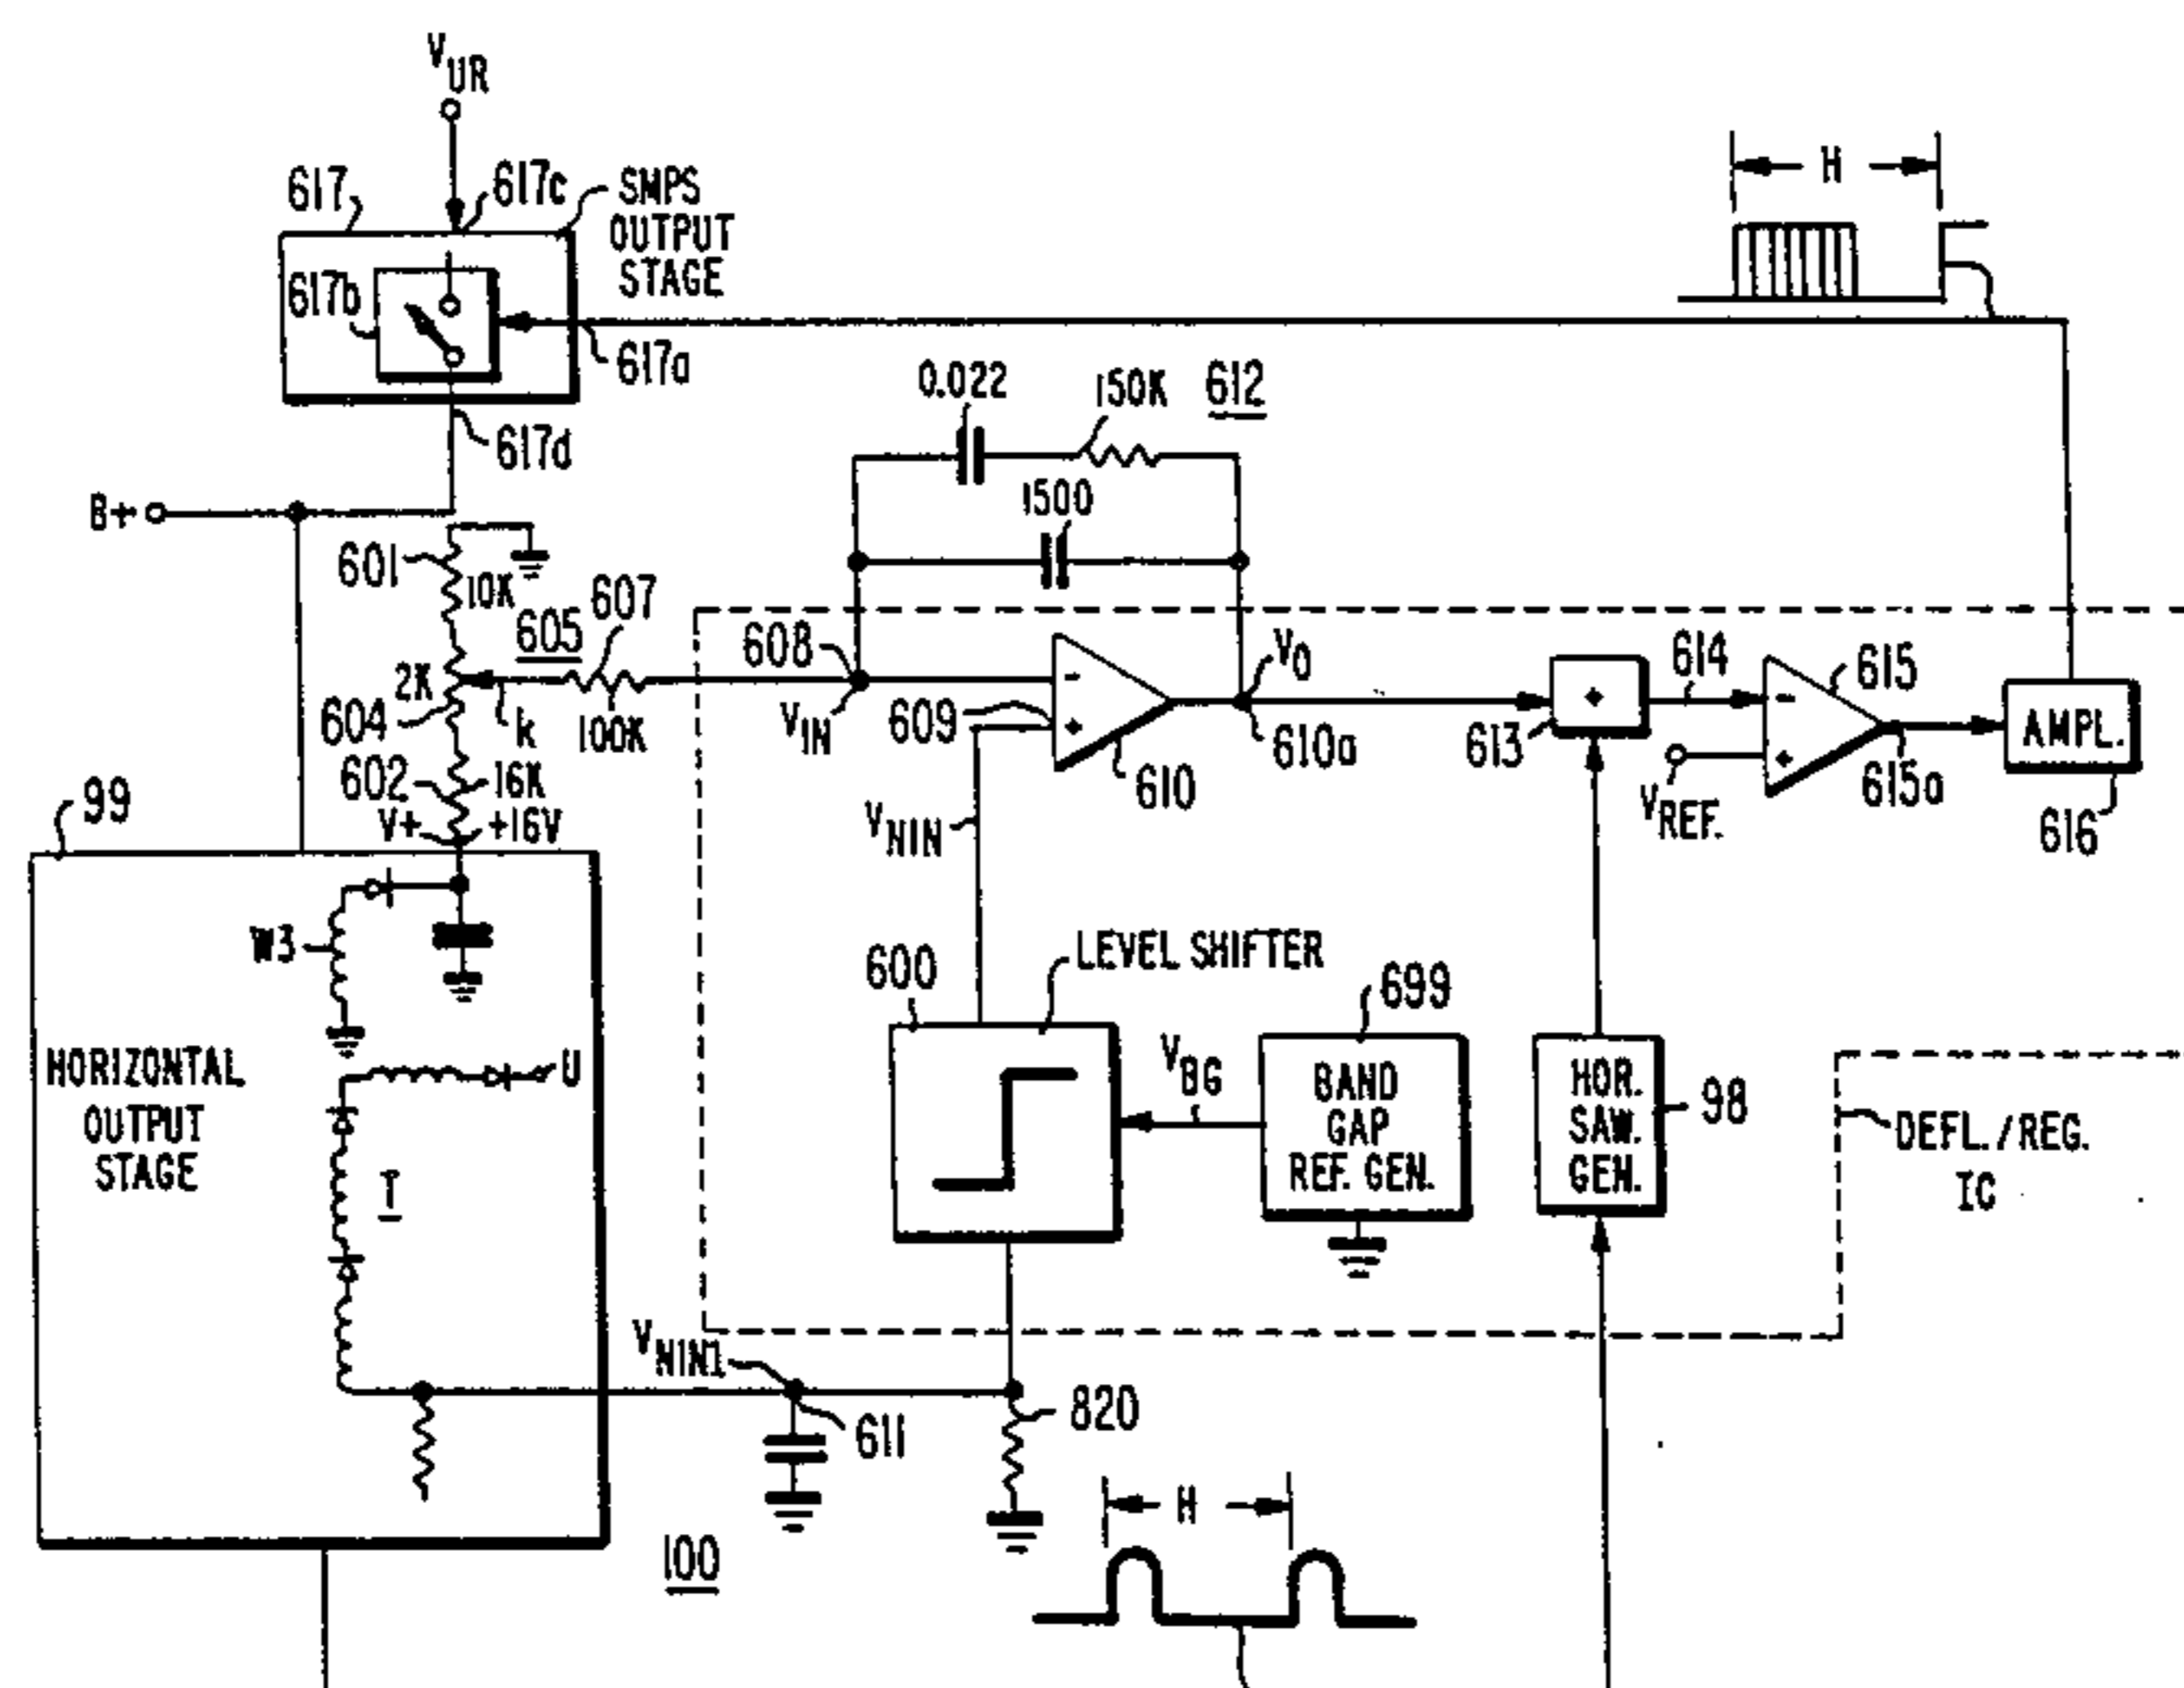 V_UR
617
617c
SMPS
OUTPUT
STAGE
617b
617a
617d
H
0.022
150K
612
1500
B+
601
10K
605
607
2K
604
k
100K
602
16K
V+
+16V
608
V_IN
609
V_NIN
610
V_O
610a
613
+
614
615
V_REF.
615a
AMPL.
616
-
+
-
+
99
W3
HORIZONTAL
OUTPUT
STAGE
U
T
600
LEVEL SHIFTER
V_BG
699
BAND
GAP
REF. GEN.
HOR.
SAW.
GEN.
98
DEFL./REG.
IC
V_NIN1
611
820
100
H